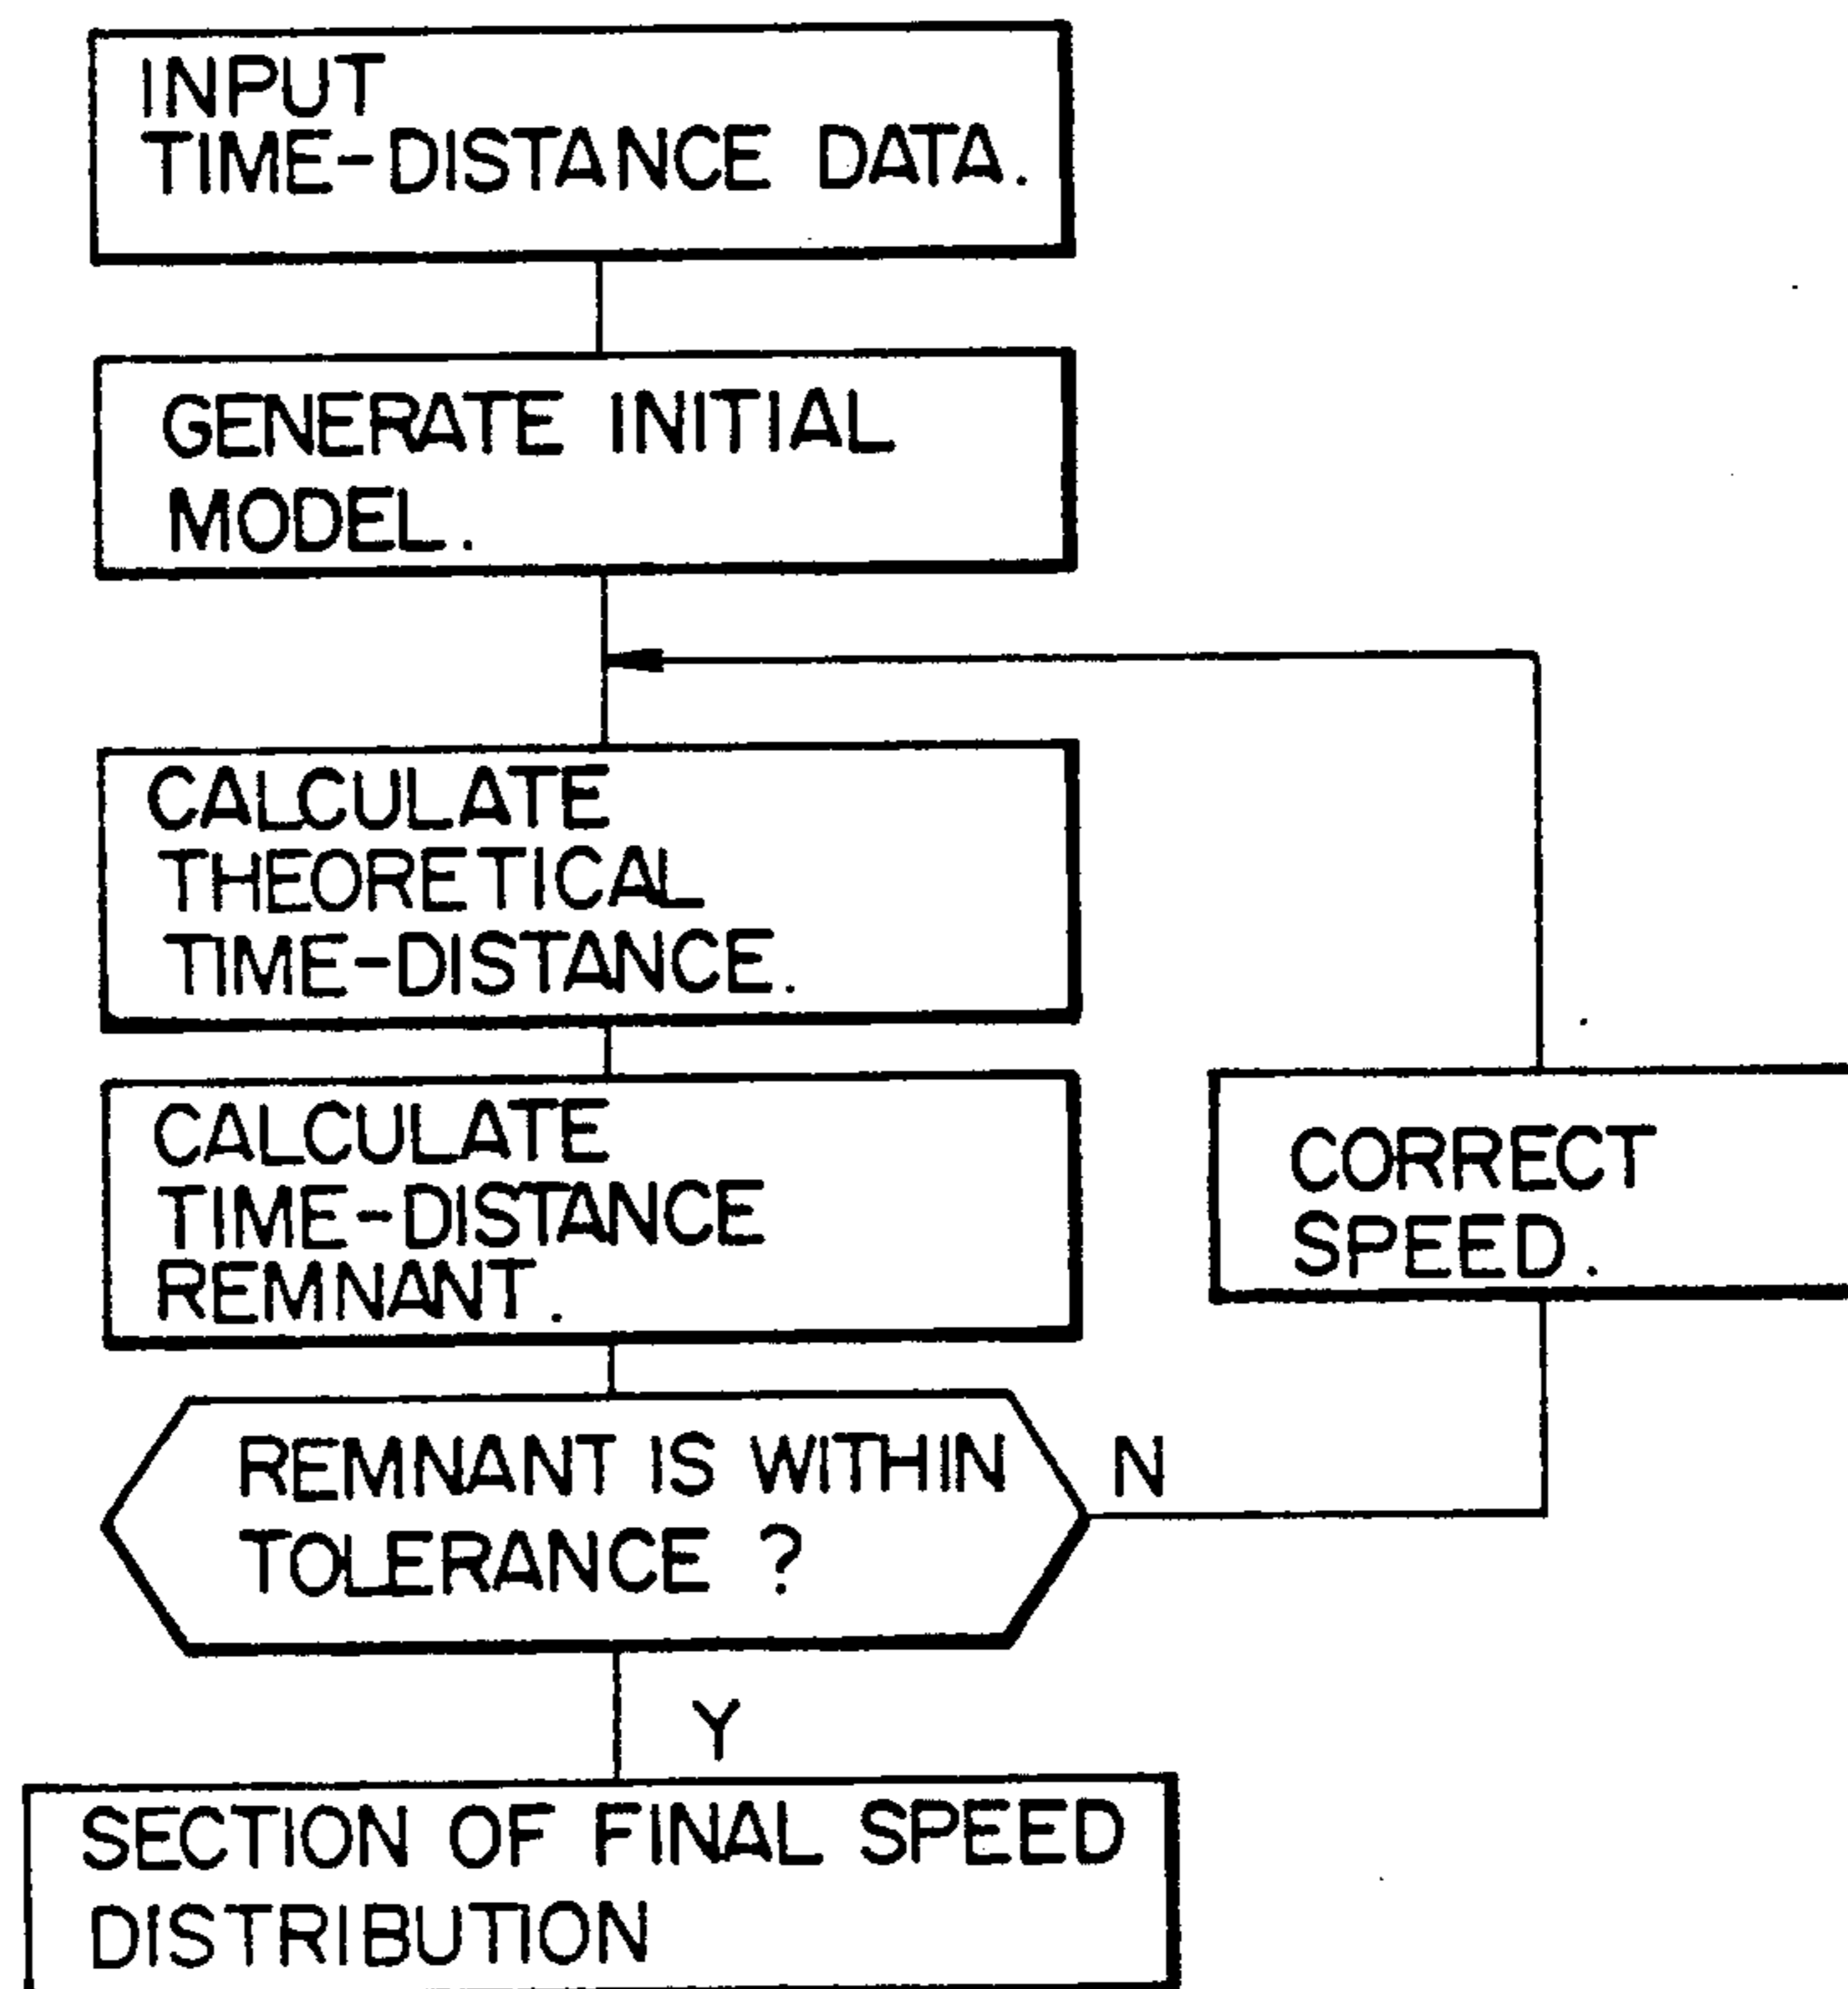 INPUT
TIME-DISTANCE DATA.
GENERATE INITIAL
MODEL.
CALCULATE
THEORETICAL
TIME-DISTANCE.
CALCULATE
TIME-DISTANCE
REMNANT.
CORRECT
SPEED.
REMNANT IS WITHIN
TOLERANCE ?
N
Y
SECTION OF FINAL SPEED
DISTRIBUTION